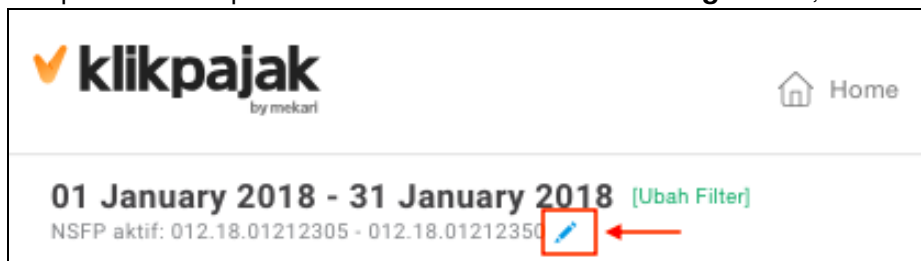 klikpajak
by mekari
Home
01 January 2018 - 31 January 2018 [Ubah Filter]
NSFP aktif: 012.18.01212305 - 012.18.01212350